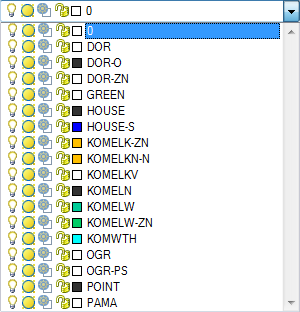 0
0
DOR
DOR-O
DOR-ZN
GREEN
HOUSE
HOUSE-S
KOMELK-ZN
KOMELKN-N
KOMELKV
KOMELN
KOMELW
KOMELW-ZN
KOMWTH
OGR
OGR-PS
POINT
PAMA